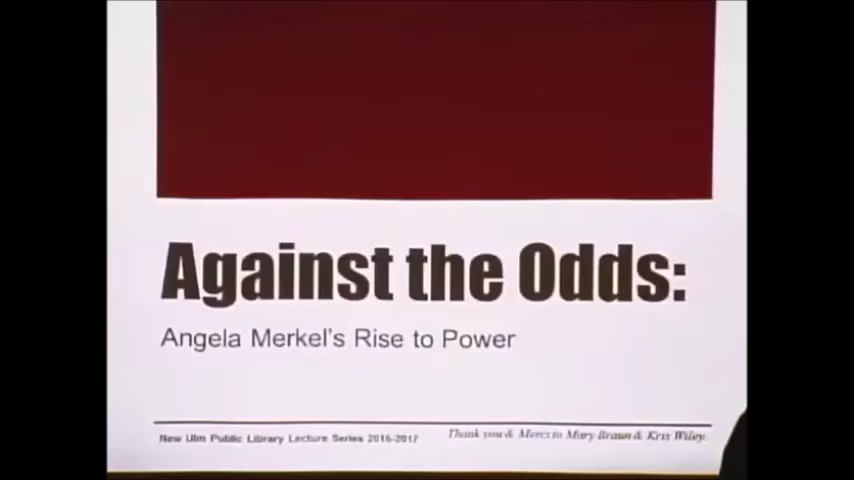 Against the Odds:
Angela Merkel's Rise to Power
New Ulm Public Library Lecture Series 2016-2017
Thank you & Merci to Mary Braun & Kris Wiley.